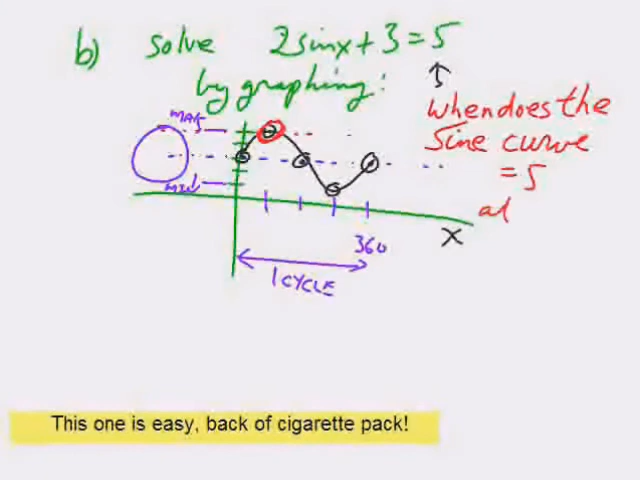 b) solve 2sinx + 3 = 5
by graphing:
when does the
sine curve
= 5
at
MAX
MIN
360
X
1 CYCLE
This one is easy, back of cigarette pack!